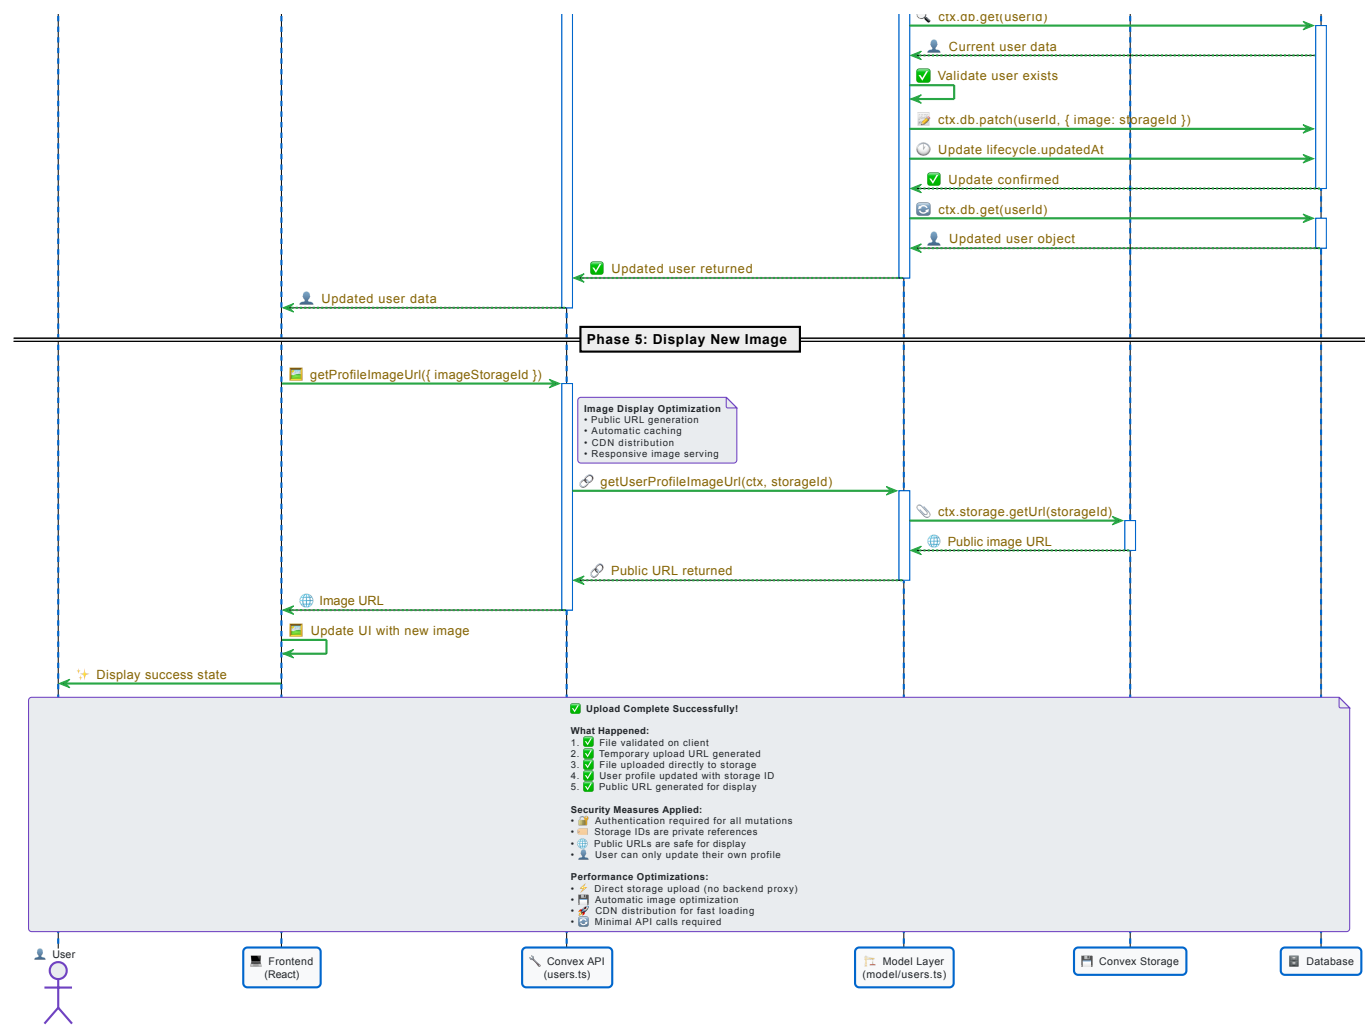 ctx.db.get(userId)
Current user data
Validate user exists
ctx.db.patch(userId, { image: storageId })
Update lifecycle.updatedAt
Update confirmed
ctx.db.get(userId)
Updated user object
Updated user returned
Updated user data
Phase 5: Display New Image
getProfileImageUrl({ imageStorageId })
Image Display Optimization
• Public URL generation
• Automatic caching
• CDN distribution
• Responsive image serving
getUserProfileImageUrl(ctx, storageId)
ctx.storage.getUrl(storageId)
Public image URL
Public URL returned
Image URL
Update UI with new image
Display success state
✅ Upload Complete Successfully!
What Happened:
1. ✅ File validated on client
2. ✅ Temporary upload URL generated
3. ✅ File uploaded directly to storage
4. ✅ User profile updated with storage ID
5. ✅ Public URL generated for display
Security Measures Applied:
• 🔐 Authentication required for all mutations
• 🏷️ Storage IDs are private references
• 🌐 Public URLs are safe for display
• 👤 User can only update their own profile
Performance Optimizations:
• ⚡ Direct storage upload (no backend proxy)
• 💾 Automatic image optimization
• 🚀 CDN distribution for fast loading
• 🔄 Minimal API calls required
User
Frontend
(React)
Convex API
(users.ts)
Model Layer
(model/users.ts)
Convex Storage
Database